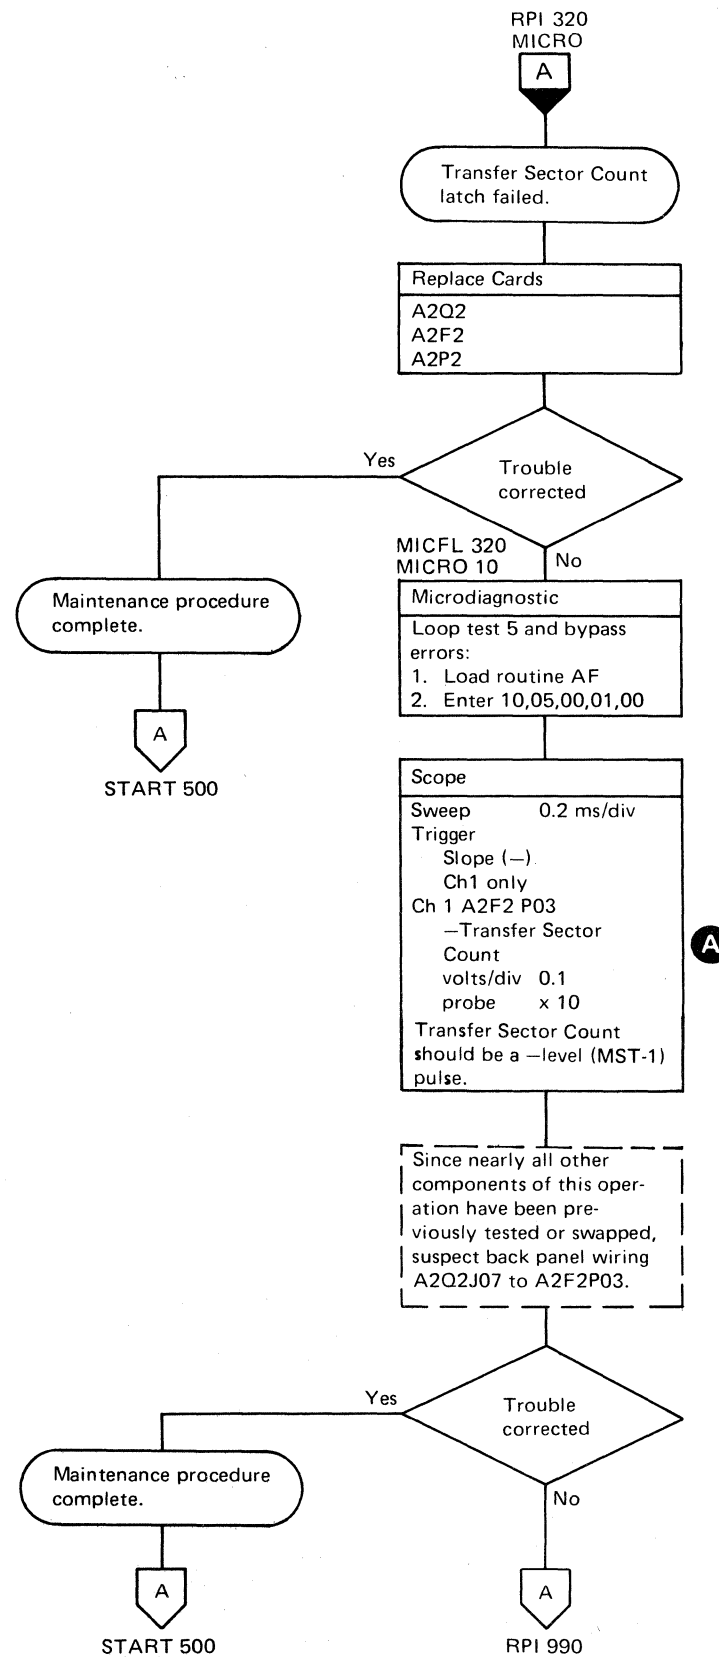 RPI 320
MICRO
A
Transfer Sector Count
latch failed.
Replace Cards
A2Q2
A2F2
A2P2
Yes
Trouble
corrected
MICFL 320
MICRO 10
No
Maintenance procedure
complete.
A
START 500
Microdiagnostic
Loop test 5 and bypass
errors:
1. Load routine AF
2. Enter 10,05,00,01,00
Scope
Sweep 0.2 ms/div
Trigger
Slope (—)
Ch1 only
Ch 1 A2F2 P03
—Transfer Sector
Count
volts/div 0.1
probe x 10
Transfer Sector Count
should be a —level (MST-1)
pulse.
A
Since nearly all other
components of this oper-
ation have been pre-
viously tested or swapped,
suspect back panel wiring
A2Q2J07 to A2F2P03.
Yes
Trouble
corrected
No
Maintenance procedure
complete.
A
START 500
A
RPI 990